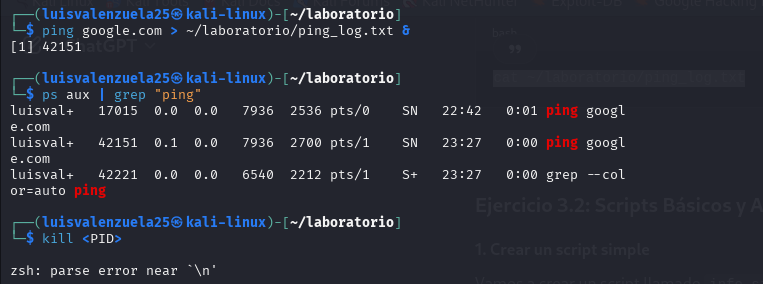 ┌──(luisvalenzuela25㉿kali-linux)-[~/laboratorio]
└─$ ping google.com > ~/laboratorio/ping_log.txt &
[1] 42151
┌──(luisvalenzuela25㉿kali-linux)-[~/laboratorio]
└─$ ps aux | grep "ping"
luisval+   17015  0.0  0.0   7936  2536 pts/0    SN   22:42   0:01 ping googl
e.com
luisval+   42151  0.1  0.0   7936  2700 pts/1    SN   23:27   0:00 ping googl
e.com
luisval+   42221  0.0  0.0   6540  2212 pts/1    S+   23:27   0:00 grep --col
or=auto ping
┌──(luisvalenzuela25㉿kali-linux)-[~/laboratorio]
Ejercicio 3.2: Scripts Básicos y A
└─$ kill <PID>
1. Crear un script simple
zsh: parse error near `\n'